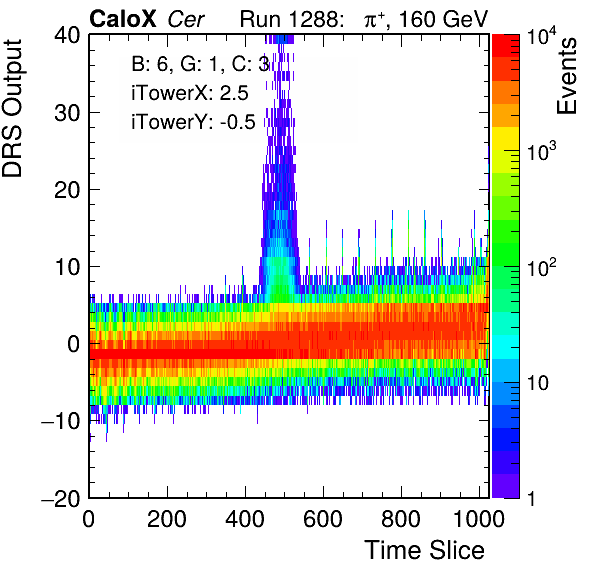 CaloX Cer Run 1288: π⁺, 160 GeV
DRS Output
Events
B: 6, G: 1, C: 3
iTowerX: 2.5
iTowerY: -0.5
40
30
20
10
0
−10
−20
0 200 400 600 800 1000
Time Slice
10⁴
10³
10²
10
1